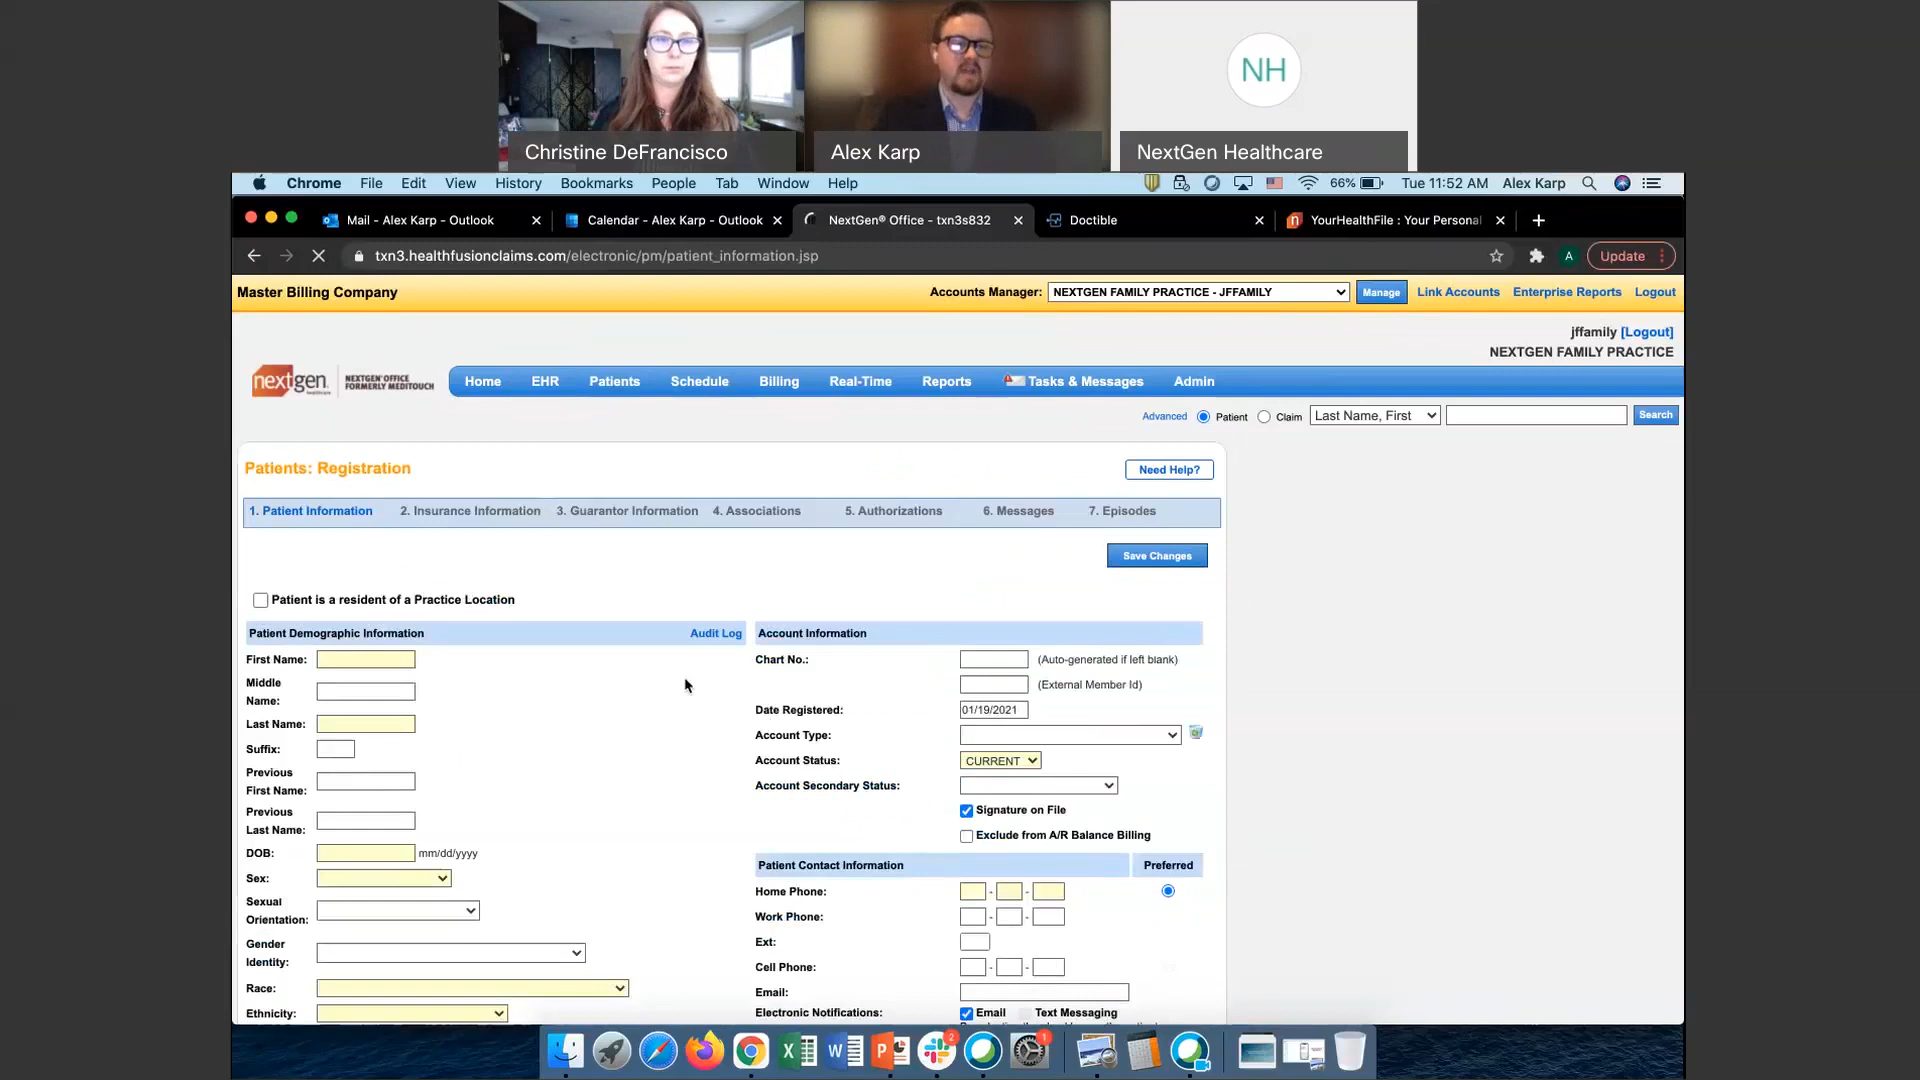 NH
Christine DeFrancisco
Alex Karp
NextGen Healthcare
Chrome File Edit View History Bookmarks People Tab Window Help 66% Tue 11:52 AM Alex Karp
Mail - Alex Karp - Outlook
Calendar - Alex Karp - Outlook
NextGen® Office - txn3s832
Doctible
YourHealthFile : Your Personal
txn3.healthfusionclaims.com/electronic/pm/patient_information.jsp
A
Update
Master Billing Company
Accounts Manager: NEXTGEN FAMILY PRACTICE - JFFAMILY Manage Link Accounts Enterprise Reports Logout
jffamily [Logout]
NEXTGEN FAMILY PRACTICE
nextgen healthcare
NEXTGEN® OFFICE
FORMERLY MEDITOUCH
Home EHR Patients Schedule Billing Real-Time Reports Tasks & Messages Admin
Advanced Patient Claim Last Name, First Search
Patients: Registration
Need Help?
1. Patient Information 2. Insurance Information 3. Guarantor Information 4. Associations 5. Authorizations 6. Messages 7. Episodes
Save Changes
Patient is a resident of a Practice Location
Patient Demographic Information Audit Log
First Name:
Middle
Name:
Last Name:
Suffix:
Previous
First Name:
Previous
Last Name:
DOB: mm/dd/yyyy
Sex:
Sexual
Orientation:
Gender
Identity:
Race:
Ethnicity:
Account Information
Chart No.: (Auto-generated if left blank)
(External Member Id)
Date Registered: 01/19/2021
Account Type:
Account Status: CURRENT
Account Secondary Status:
Signature on File
Exclude from A/R Balance Billing
Patient Contact Information Preferred
Home Phone: - -
Work Phone: - -
Ext:
Cell Phone: - -
Email:
Electronic Notifications: Email Text Messaging
2
1